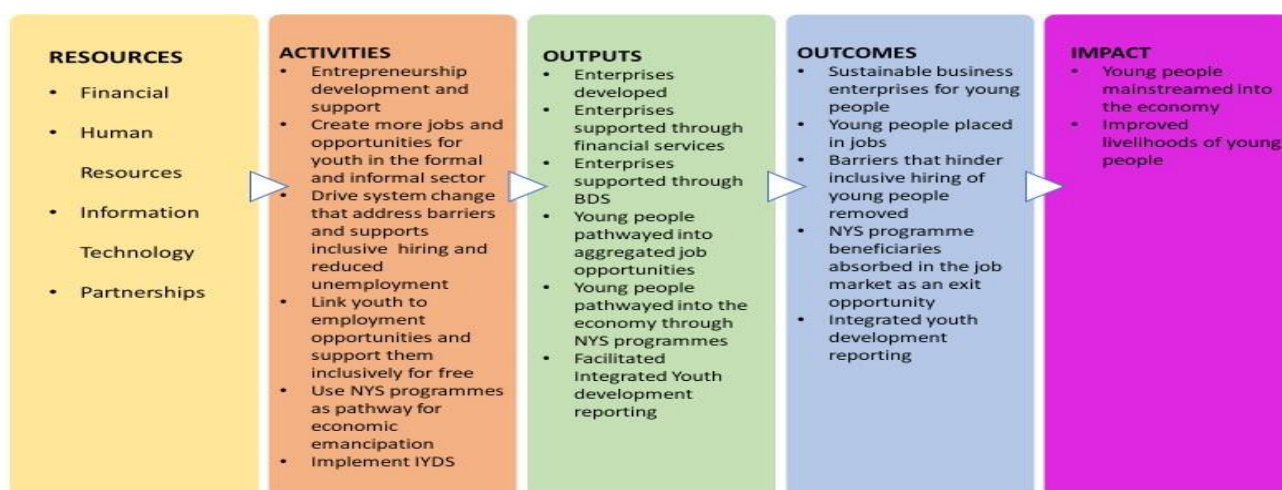 RESOURCES
• Financial
• Human
Resources
• Information
Technology
• Partnerships
ACTIVITIES
• Entrepreneurship
development and
support
• Create more jobs and
opportunities for
youth in the formal
and informal sector
• Drive system change
that address barriers
and supports
inclusive hiring and
reduced
unemployment
• Link youth to
employment
opportunities and
support them
inclusively for free
• Use NYS programmes
as pathway for
economic
emancipation
• Implement IYDS
OUTPUTS
• Enterprises
developed
• Enterprises
supported through
financial services
• Enterprises
supported through
BDS
• Young people
pathwayed into
aggregated job
opportunities
• Young people
pathwayed into the
economy through
NYS programmes
• Facilitated
Integrated Youth
development
reporting
OUTCOMES
• Sustainable business
enterprises for young
people
• Young people placed
in jobs
• Barriers that hinder
inclusive hiring of
young people
removed
• NYS programme
beneficiaries
absorbed in the job
market as an exit
opportunity
• Integrated youth
development
reporting
IMPACT
• Young people
mainstreamed into
the economy
• Improved
livelihoods of young
people